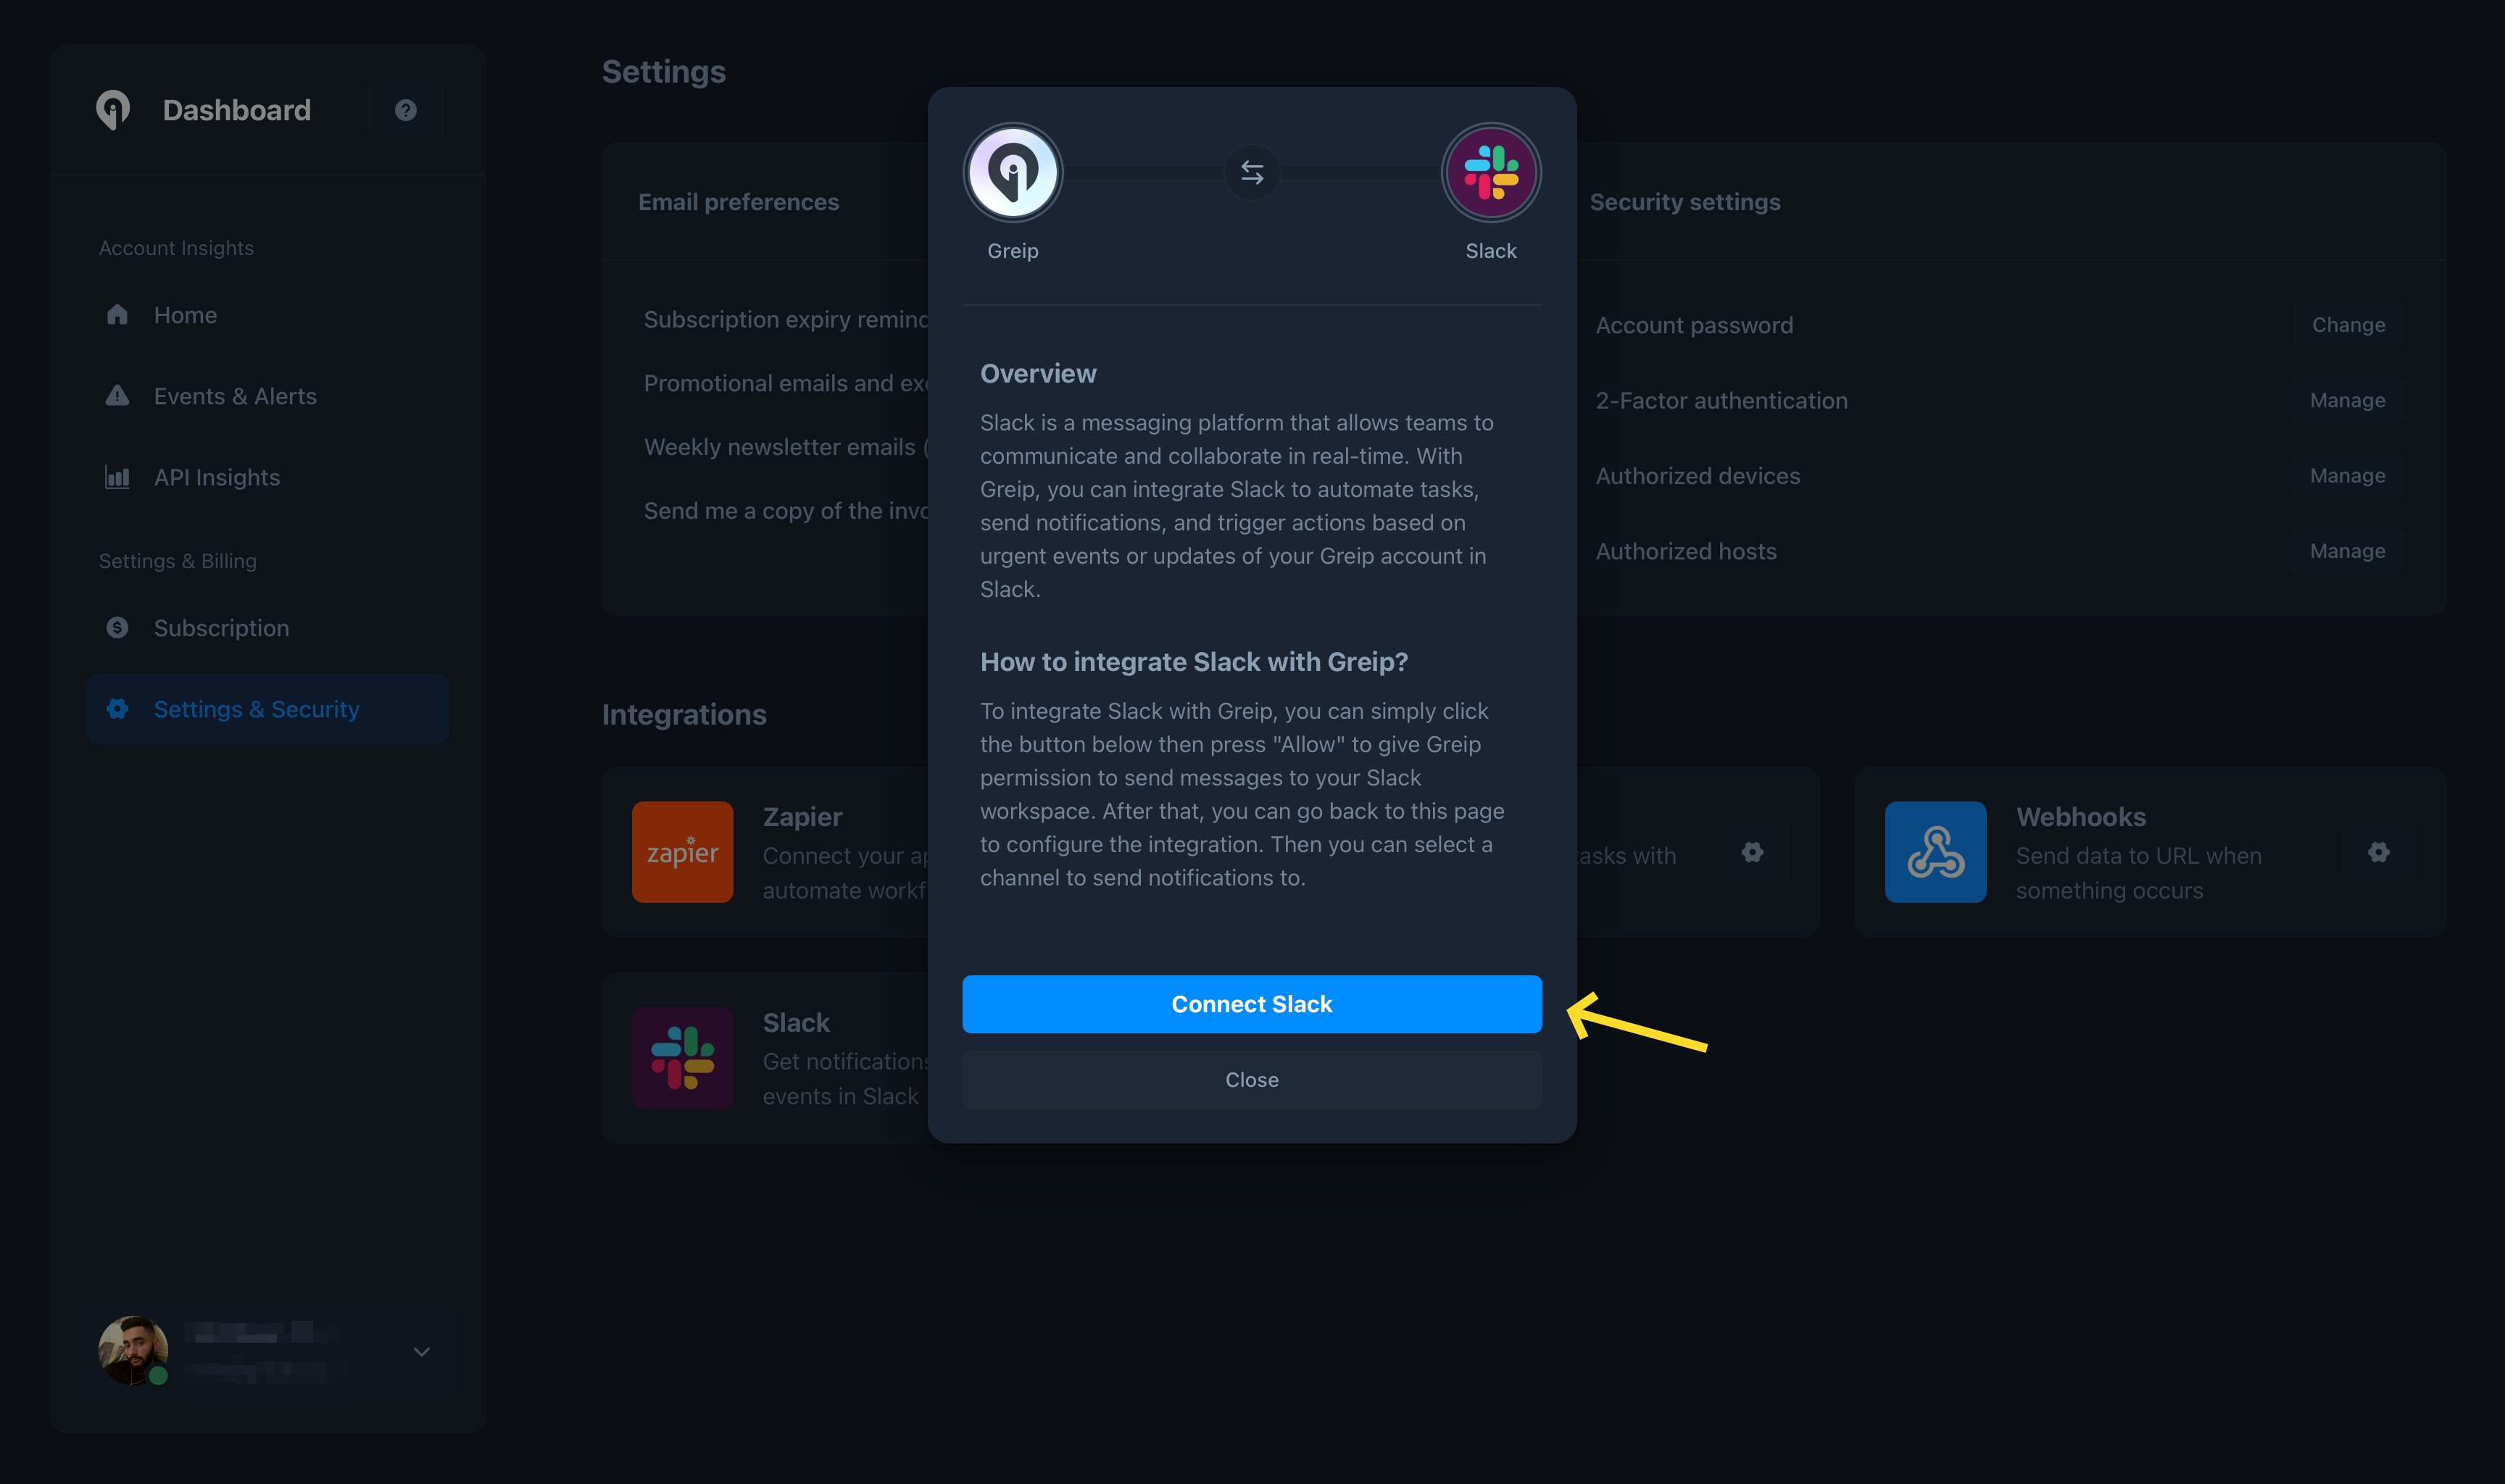 Dashboard
?
Account Insights
Home
Events & Alerts
API Insights
Settings & Billing
Subscription
Settings & Security
Settings
Email preferences
Subscription expiry remin
Promotional emails and ex
Weekly newsletter emails (
Send me a copy of the inv
Security settings
Account password
Change
2-Factor authentication
Manage
Authorized devices
Manage
Authorized hosts
Manage
Integrations
zapier
Zapier
Connect your a
automate workf
tasks with
Webhooks
Send data to URL when
something occurs
Slack
Get notifications
events in Slack
Greip
Slack
Overview
Slack is a messaging platform that allows teams to
communicate and collaborate in real-time. With
Greip, you can integrate Slack to automate tasks,
send notifications, and trigger actions based on
urgent events or updates of your Greip account in
Slack.
How to integrate Slack with Greip?
To integrate Slack with Greip, you can simply click
the button below then press "Allow" to give Greip
permission to send messages to your Slack
workspace. After that, you can go back to this page
to configure the integration. Then you can select a
channel to send notifications to.
Connect Slack
Close